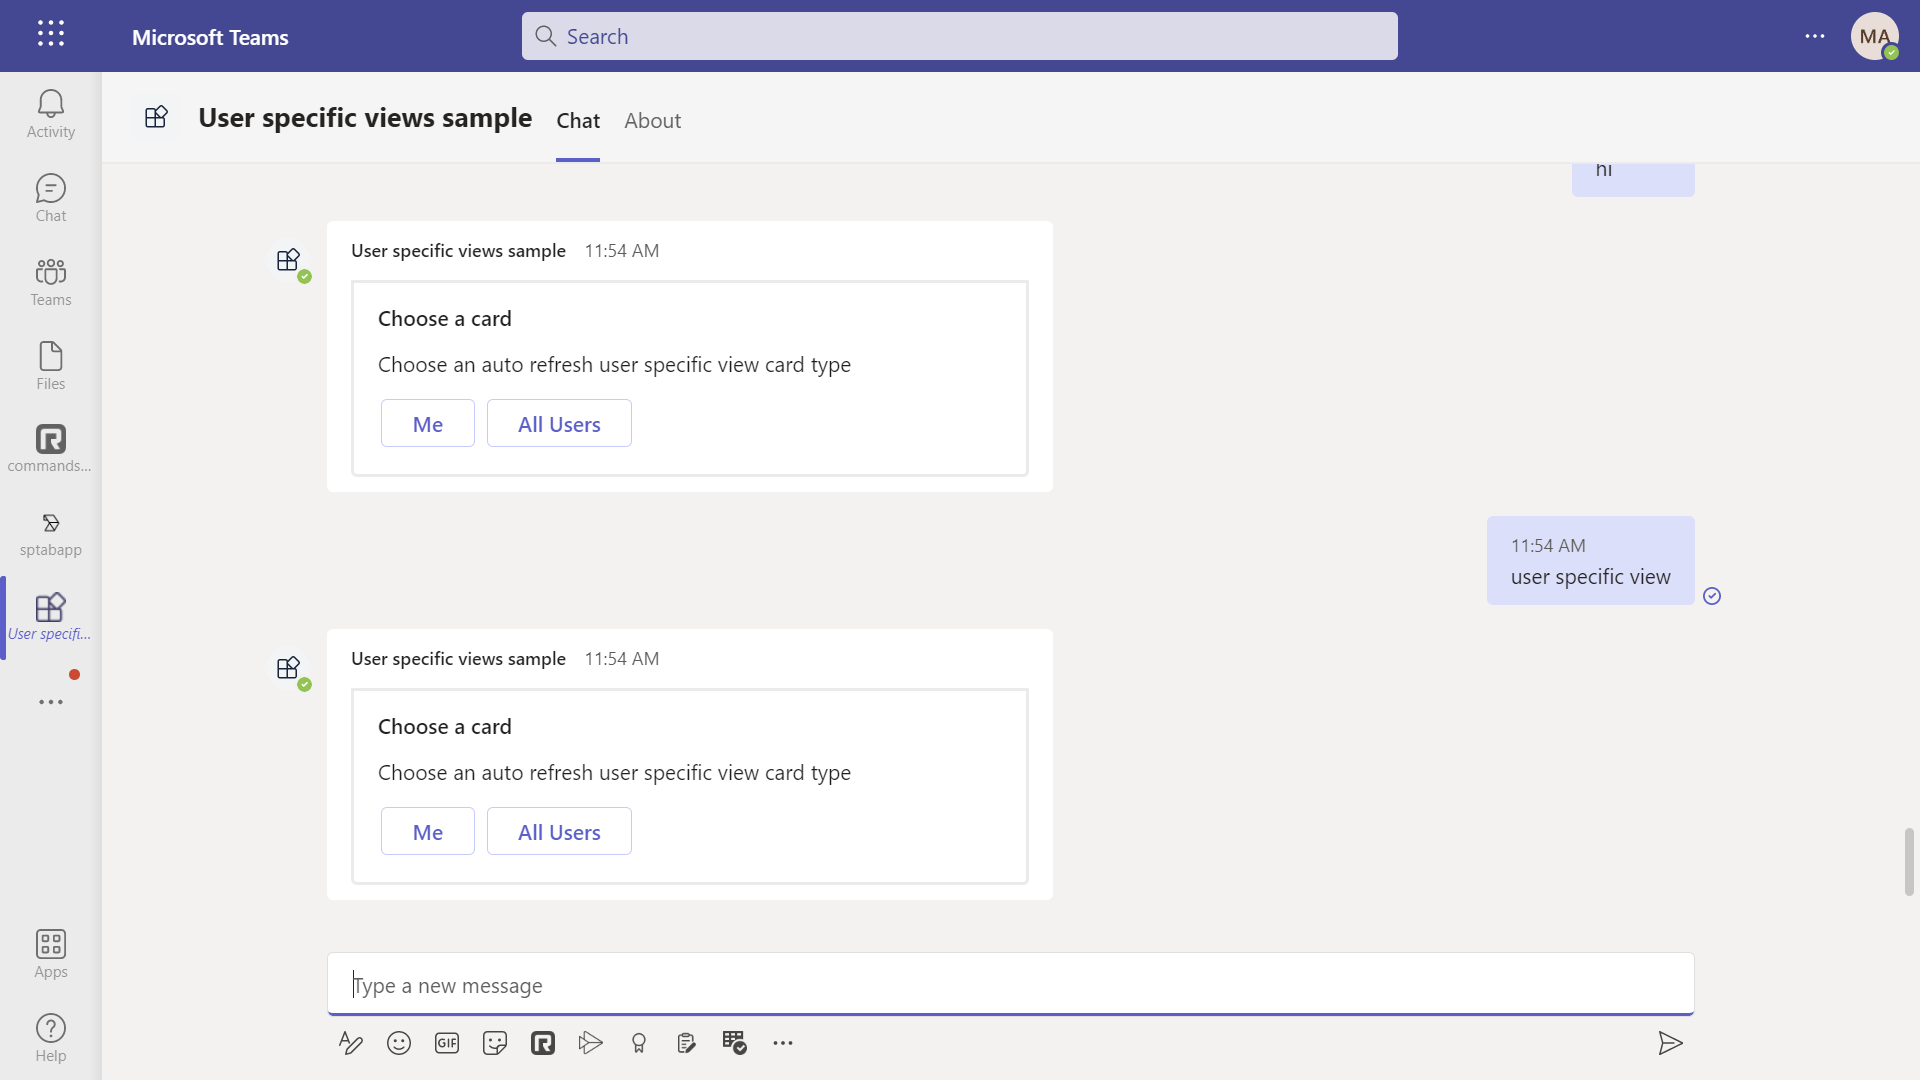 Microsoft Teams
Search
MA
Activity
Chat
Teams
Files
commands...
sptabapp
User specifi...
Apps
Help
User specific views sample
Chat
About
hi
User specific views sample 11:54 AM
Choose a card
Choose an auto refresh user specific view card type
Me
All Users
11:54 AM
user specific view
User specific views sample 11:54 AM
Choose a card
Choose an auto refresh user specific view card type
Me
All Users
Type a new message
GIF